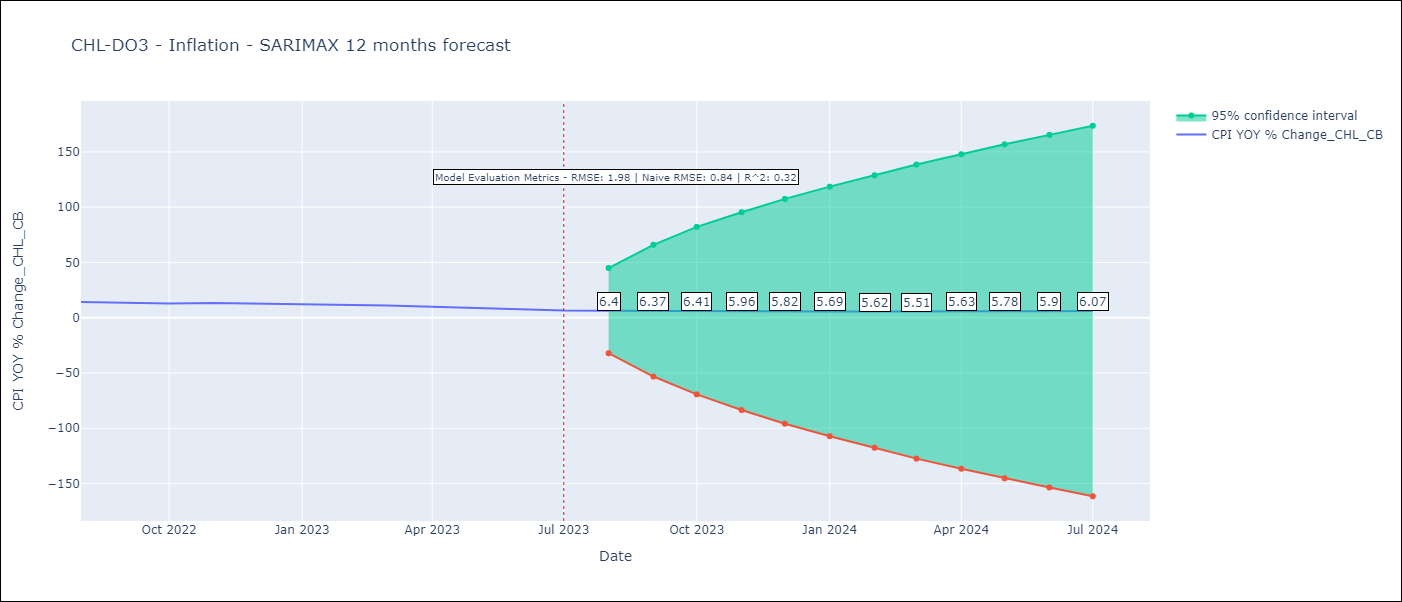 CHL-DO3 - Inflation - SARIMAX 12 months forecast
95% confidence interval
CPI YOY % Change_CHL_CB
Model Evaluation Metrics - RMSE: 1.98 | Naive RMSE: 0.84 | R^2: 0.32
CPI YOY % Change_CHL_CB
150
100
50
0
−50
−100
−150
6.4 6.37 6.41 5.96 5.82 5.69 5.62 5.51 5.63 5.78 5.9 6.07
Oct 2022 Jan 2023 Apr 2023 Jul 2023 Oct 2023 Jan 2024 Apr 2024 Jul 2024
Date